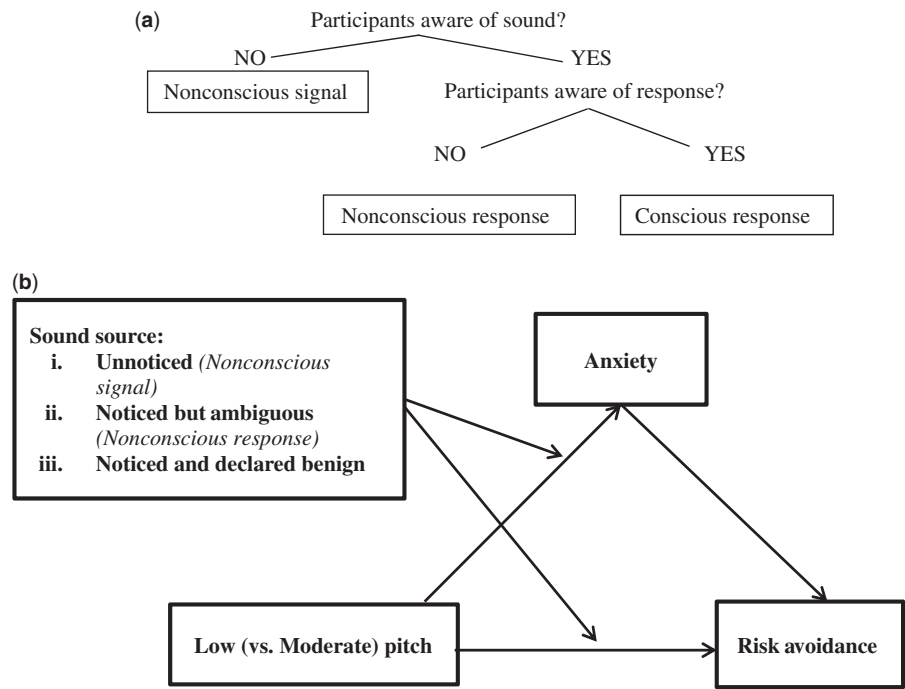 (a)
Participants aware of sound?
NO
YES
Nonconscious signal
Participants aware of response?
NO
YES
Nonconscious response
Conscious response
(b)
Sound source:
i. Unnoticed (Nonconscious
signal)
ii. Noticed but ambiguous
(Nonconscious response)
iii. Noticed and declared benign
Anxiety
Low (vs. Moderate) pitch
Risk avoidance